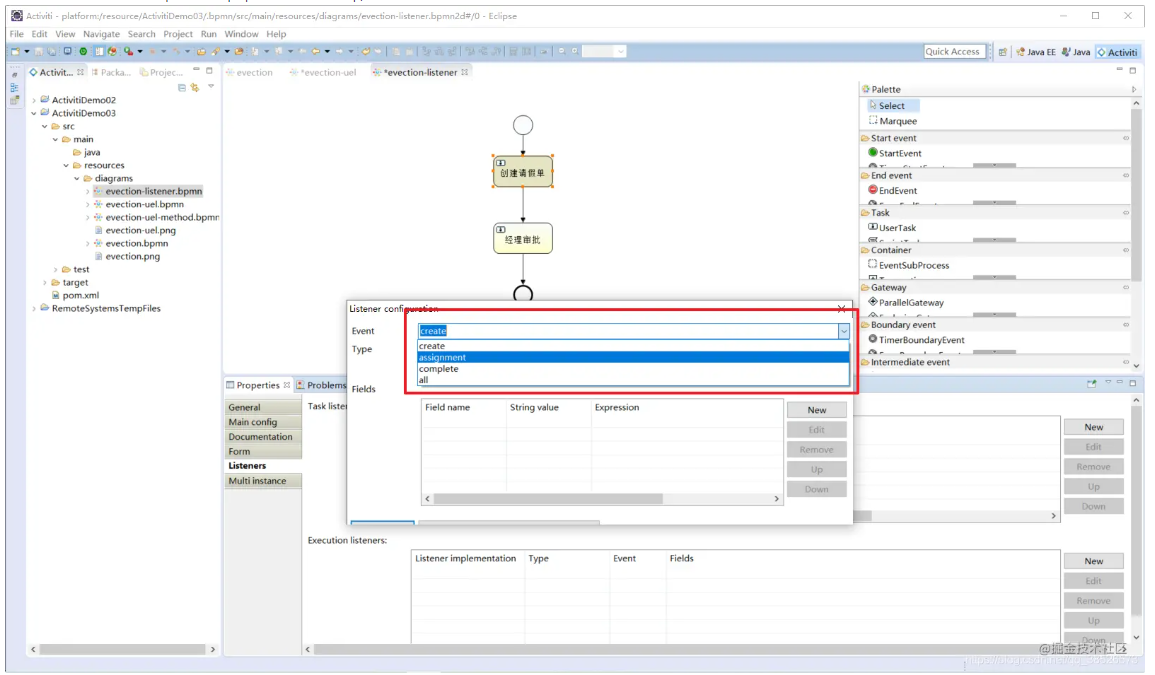 Activiti - platform:/resource/ActivitiDemo03/.bpmn/src/main/resources/diagrams/evection-listener.bpmn2d#/0 - Eclipse
File Edit View Navigate Search Project Run Window Help
Quick Access Java EE Java Activiti
Activit... Packa... Projec...
evection *evection-uel *evection-listener
ActivitiDemo02
ActivitiDemo03
src
main
java
resources
diagrams
evection-listener.bpmn
evection-uel.bpmn
evection-uel-method.bpmn
evection-uel.png
evection.bpmn
evection.png
test
target
pom.xml
RemoteSystemsTempFiles
创建请假单
经理审批
Palette
Select
Marquee
Start event
StartEvent
End event
EndEvent
Task
UserTask
Container
EventSubProcess
Gateway
ParallelGateway
Boundary event
TimerBoundaryEvent
Intermediate event
Listener configuration
Event create
create
assignment
complete
all
Type
Fields
Field name String value Expression
New
Edit
Remove
Up
Down
Properties Problems
General
Main config
Documentation
Form
Listeners
Multi instance
Task lister
New
Edit
Remove
Up
Down
Execution listeners:
Listener implementation Type Event Fields
New
Edit
Remove
Up
Down
@掘金技术社区